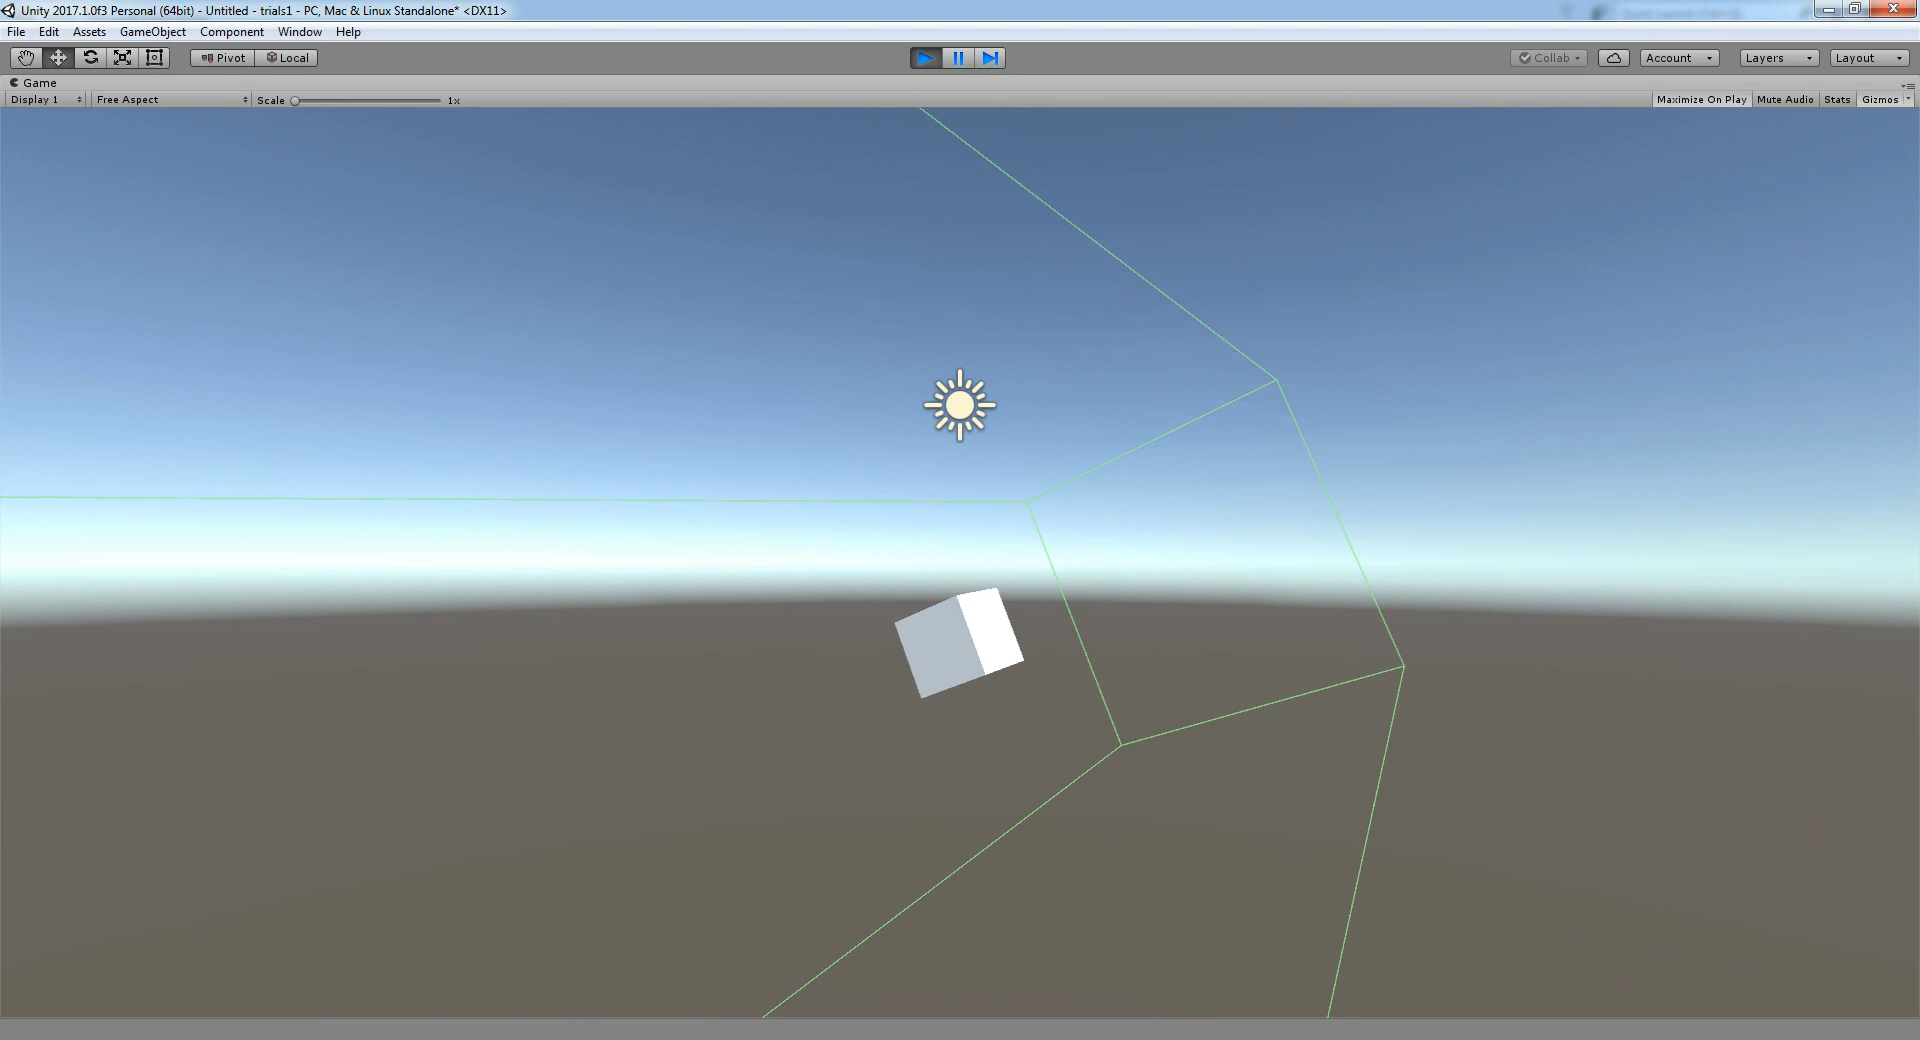 Unity 2017.1.0f3 Personal (64bit) - Untitled - trials1 - PC, Mac & Linux Standalone* <DX11>
File Edit Assets GameObject Component Window Help
Pivot Local Collab Account Layers Layout
Game
Display 1 Free Aspect Scale 1x Maximize On Play Mute Audio Stats Gizmos